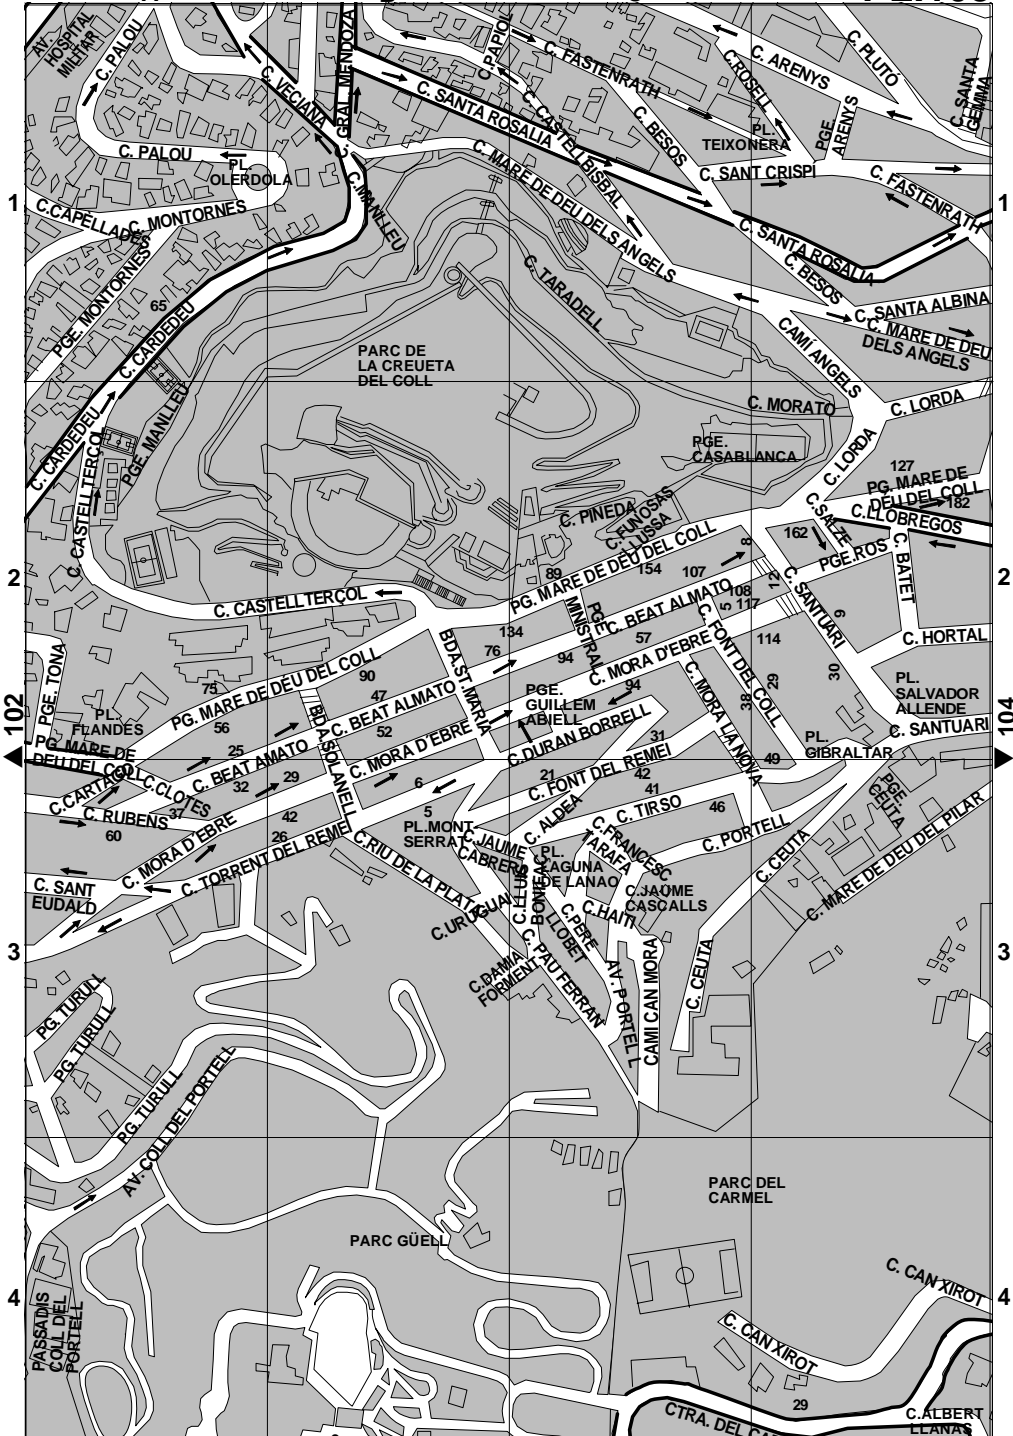 AV.
HOSPITAL
MILITAR
C. PALOU
C. VECIANA
C. GRAL. MENDOZA
C. PAPIOL
C. FASTENRATH
C.ROSELL
C. ARENYS
C. PLUTÓ
C. SANTA
GEMMA
C. SANTA ROSALIA
C. CASTELLBISBAL
C. BESOS
PL.
TEIXONERA
PGE.
ARENYS
C. PALOU
PL.
OLERDOLA
C. MARE DE DEU DELS ANGELS
C. SANT CRISPI
C. FASTENRATH
1
C.CAPELLADES
C. MONTORNES
C.MANLLEU
1
C. SANTA ROSALIA
PGE. MONTORNES
65
C. CARDEDEU
C. TARADELL
C. BESOS
C. SANTA ALBINA
C. MARE DE DEU
DELS ANGELS
CAMÍ ANGELS
PARC DE
LA CREUETA
DEL COLL
C. CARDEDEU
PGE. MANLLEU
C. CASTELLTERÇOL
C. MORATO
C. LORDA
PGE.
CASABLANCA
C. LORDA
127
PG. MARE DE
DEU DEL COLL
182
C.LLOBREGOS
C. PINEDA
C. FUNOSAS
LLUSSA
C.SALZE
162
8
PGE.ROS
C. BATET
2
2
89
PG. MARE DE DEU DEL COLL
154
107
12
C. CASTELLTERÇOL
108
117
5
C. SANTUARI
9
134
PGE.
MINISTRAL
C. BEAT ALMATO
57
114
C. HORTAL
BDA.ST.MARIA
76
94
C. MORA D'EBRE
C. FONT DEL COLL
29
30
PGE. TONA
PG. MARE DE DEU DEL COLL
90
75
47
C. BEAT ALMATO
PGE.
GUILLEM
ABIELL
94
C. MORA LA NOVA
38
PL.
SALVADOR
ALLENDE
102
PL.
FLANDES
56
BDA.SOLANELL
52
C. SANTUARI
104
PG. MARE DE
DEU DEL COLL
25
C. MORA D'EBRE
C.DURAN BORRELL
31
PL.
GIBRALTAR
49
C.CARTAGO
C.CLOTES
C. BEAT AMATO
32
29
6
21
C. FONT DEL REMEI
42
41
PGE.
CEUTA
C. RUBENS
37
60
42
26
5
PL.MONT
SERRAT
C. ALDEA
C. TIRSO
46
C. MORA D'EBRE
C. TORRENT DEL REMEI
C.RIU DE LA PLATA
C.JAUME
CABRERO
C.FRANCESC
TARAFA
C. PORTELL
C.CEUTA
C. MARE DE DEU DEL PILAR
C. SANT
EUDALD
PL.
LAGUNA
DE LANAO
C.LLUIS
BONIFAC
C.JAUME
CASCALLS
C.URUGUAI
C.HAITI
C.PERE
LLOBET
3
3
C. PAU FERRAN
C.DAMIA
FORMENT
AV. PORTELL
CAMI CAN MORA
C. CEUTA
PG. TURULL
PG. TURULL
PG. TURULL
AV. COLL DEL PORTELL
PARC DEL
CARMEL
PARC GÜELL
C. CAN XIROT
4
4
PASSADIS
COLL DEL
PORTELL
C. CAN XIROT
29
C.ALBERT
LLANAS
CTRA. DEL